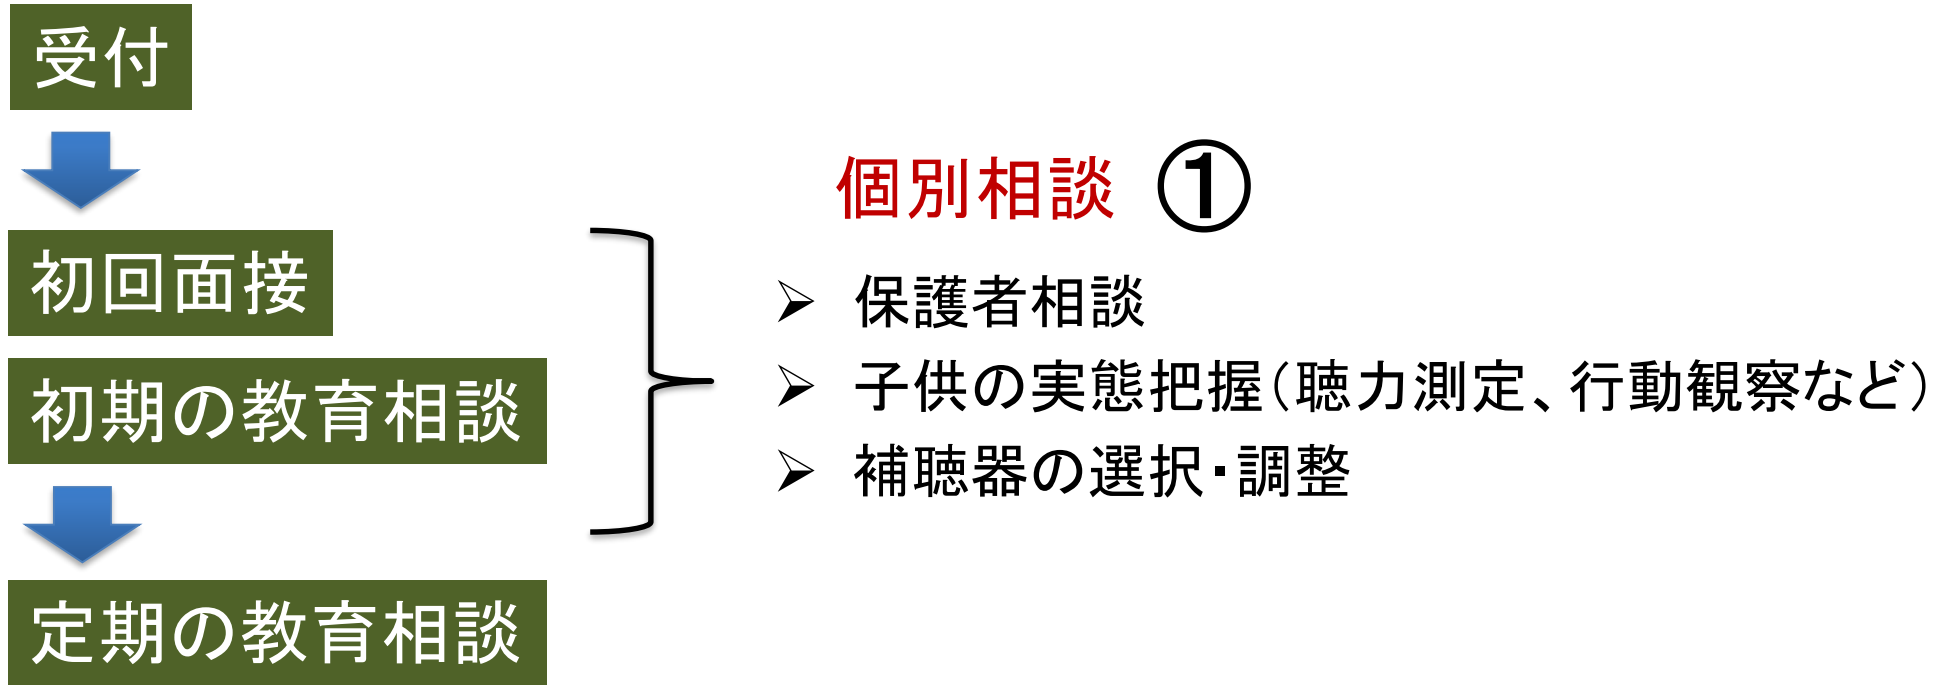 受付
初回面接
初期の教育相談
定期の教育相談
個別相談 ①
➢ 保護者相談
➢ 子供の実態把握（聴力測定、行動観察など）
➢ 補聴器の選択・調整